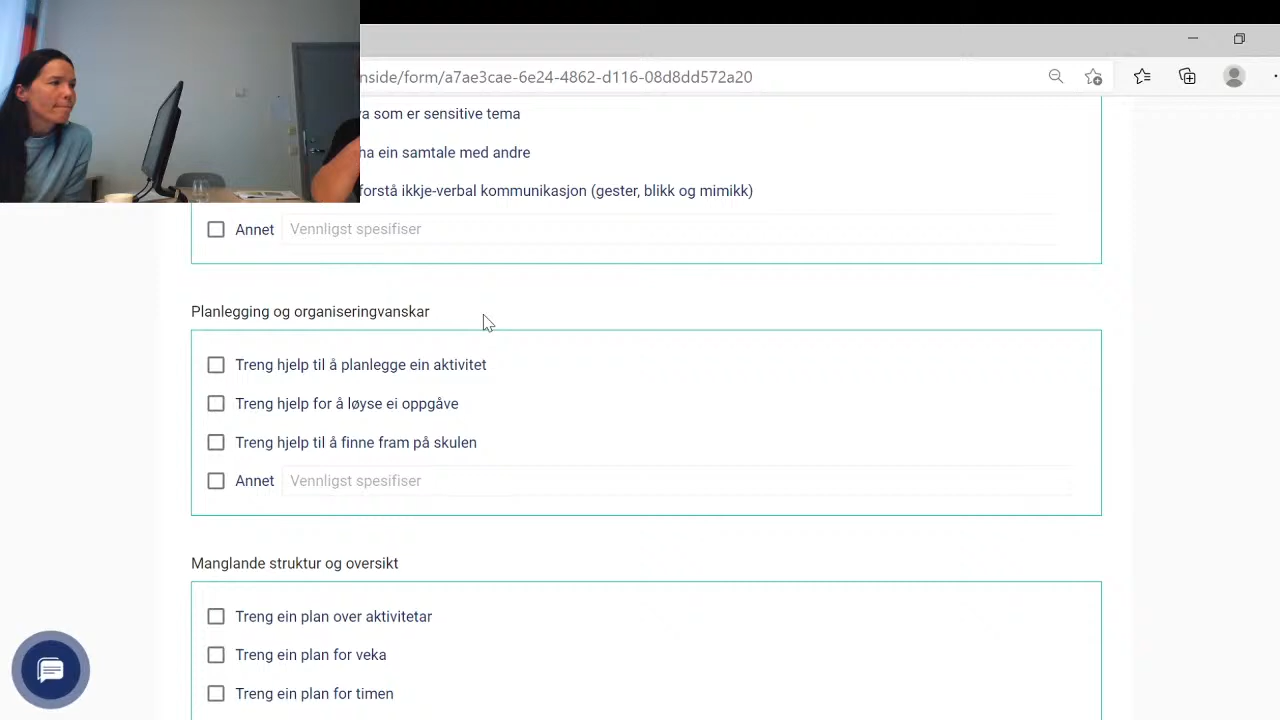 nside/form/a7ae3cae-6e24-4862-d116-08d8dd572a20
som er sensitive tema
ein samtale med andre
forstå ikkje-verbal kommunikasjon (gester, blikk og mimikk)
Annet Vennligst spesifiser
Planlegging og organiseringvanskar
Treng hjelp til å planlegge ein aktivitet
Treng hjelp for å løyse ei oppgåve
Treng hjelp til å finne fram på skulen
Annet Vennligst spesifiser
Manglande struktur og oversikt
Treng ein plan over aktivitetar
Treng ein plan for veka
Treng ein plan for timen